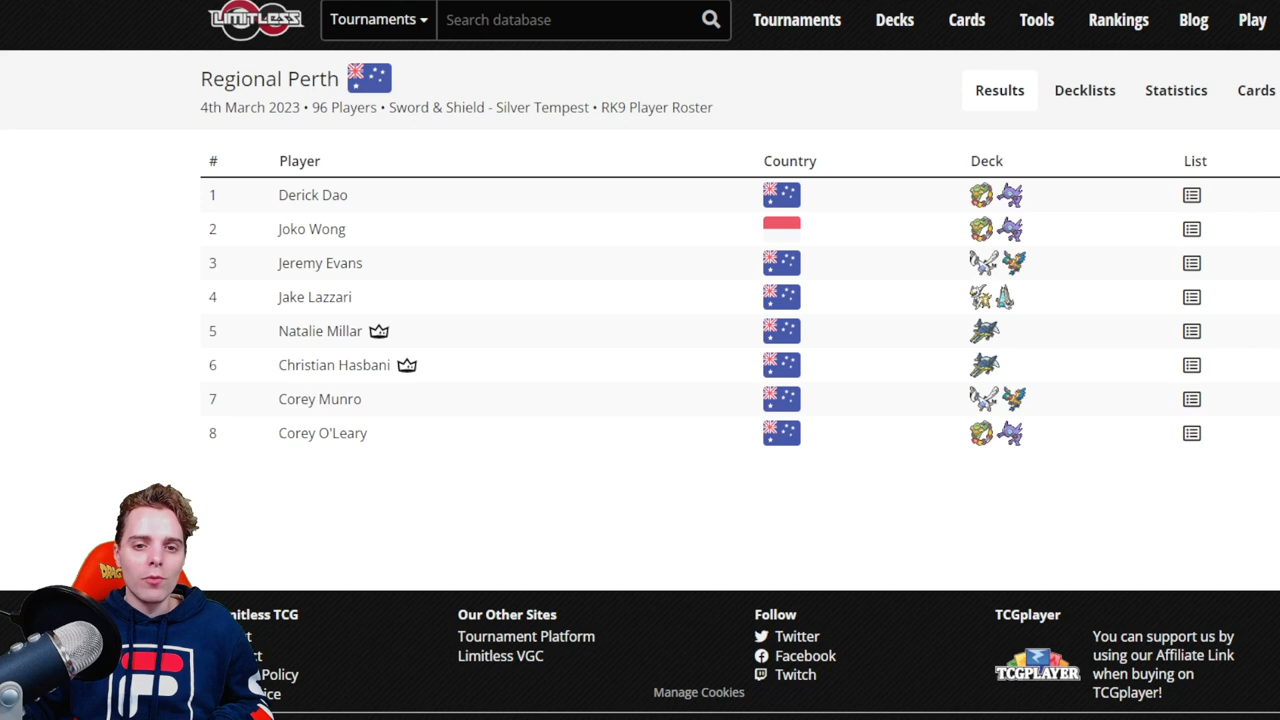 LIMITLESS
Tournaments
Search database
Tournaments Decks Cards Tools Rankings Blog Play
Regional Perth
4th March 2023 • 96 Players • Sword & Shield - Silver Tempest • RK9 Player Roster
Results Decklists Statistics Cards
# Player Country Deck List
1 Derick Dao
2 Joko Wong
3 Jeremy Evans
4 Jake Lazzari
5 Natalie Millar
6 Christian Hasbani
7 Corey Munro
8 Corey O'Leary
DRAG
FILA
mitless TCG
Policy
Our Other Sites
Tournament Platform
Limitless VGC
Follow
Twitter
Facebook
Twitch
Manage Cookies
TCGplayer
TCGPLAYER
You can support us by
using our Affiliate Link
when buying on
TCGplayer!